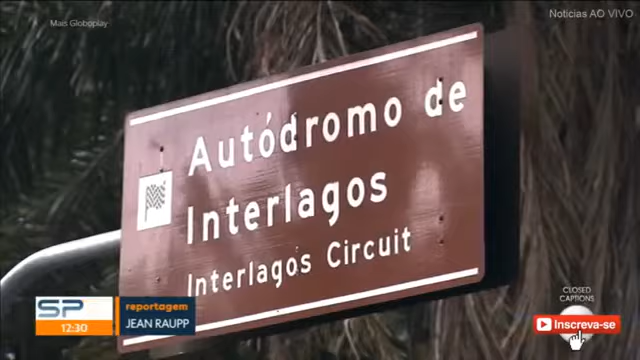 Mais Globoplay
Notícias AO VIVO
Autódromo de
Interlagos
Interlagos Circuit
SP
12:30
reportagem
JEAN RAUPP
CLOSED
CAPTIONS
Inscreva-se